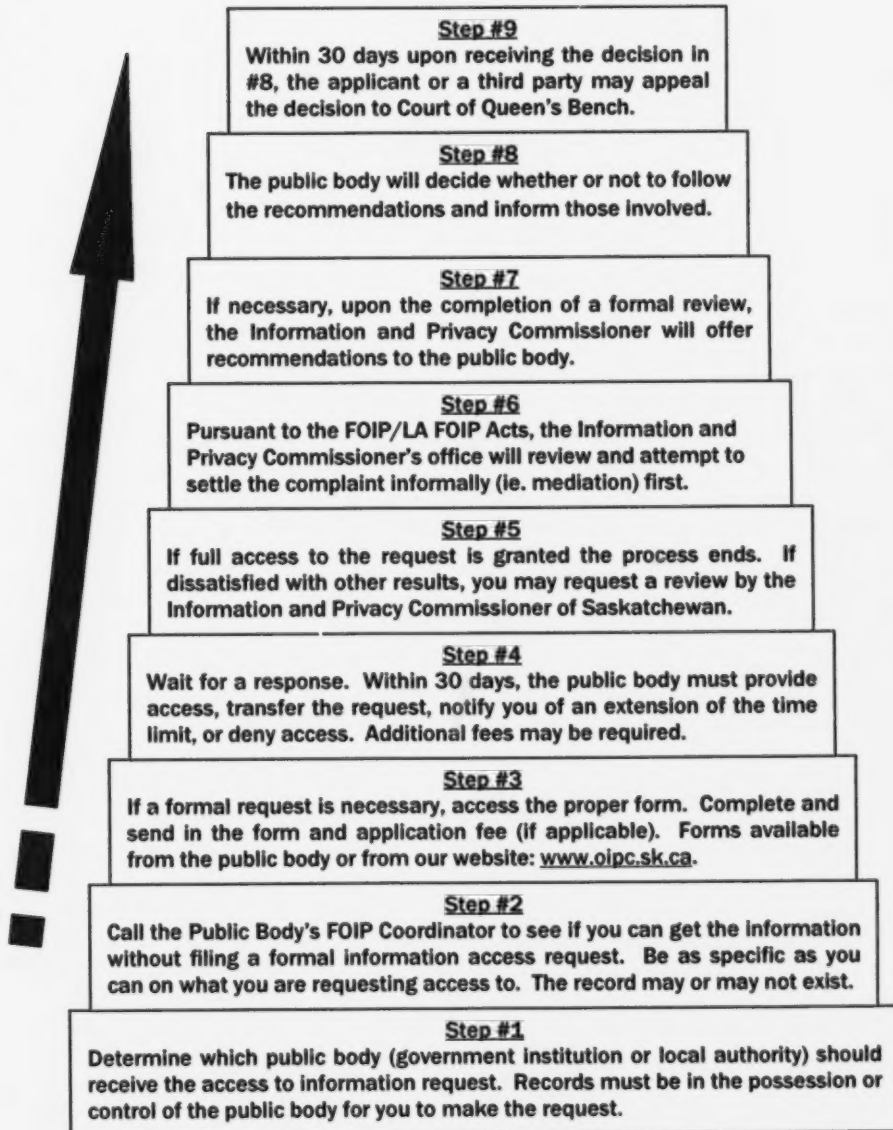 Step #9
Within 30 days upon receiving the decision in
#8, the applicant or a third party may appeal
the decision to Court of Queen's Bench.
Step #8
The public body will decide whether or not to follow
the recommendations and inform those involved.
Step #7
If necessary, upon the completion of a formal review,
the Information and Privacy Commissioner will offer
recommendations to the public body.
Step #6
Pursuant to the FOIP/LA FOIP Acts, the Information and
Privacy Commissioner's office will review and attempt to
settle the complaint informally (ie. mediation) first.
Step #5
If full access to the request is granted the process ends. If
dissatisfied with other results, you may request a review by the
Information and Privacy Commissioner of Saskatchewan.
Step #4
Wait for a response. Within 30 days, the public body must provide
access, transfer the request, notify you of an extension of the time
limit, or deny access. Additional fees may be required.
Step #3
If a formal request is necessary, access the proper form. Complete and
send in the form and application fee (if applicable). Forms available
from the public body or from our website: www.oipc.sk.ca.
Step #2
Call the Public Body's FOIP Coordinator to see if you can get the information
without filing a formal information access request. Be as specific as you
can on what you are requesting access to. The record may or may not exist.
Step #1
Determine which public body (government institution or local authority) should
receive the access to information request. Records must be in the possession or
control of the public body for you to make the request.